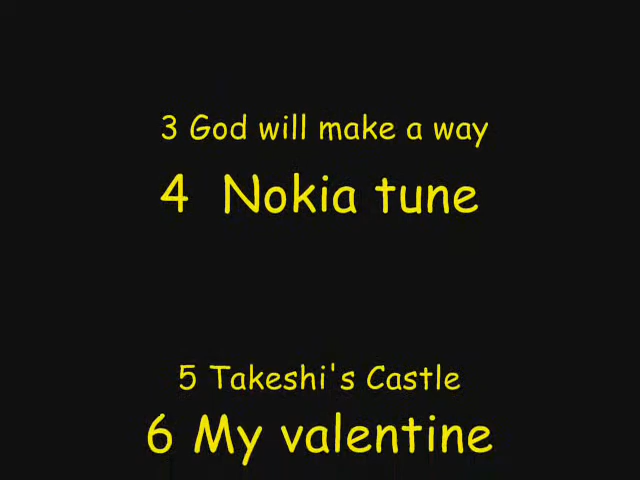 3 God will make a way
4 Nokia tune
5 Takeshi's Castle
6 My valentine